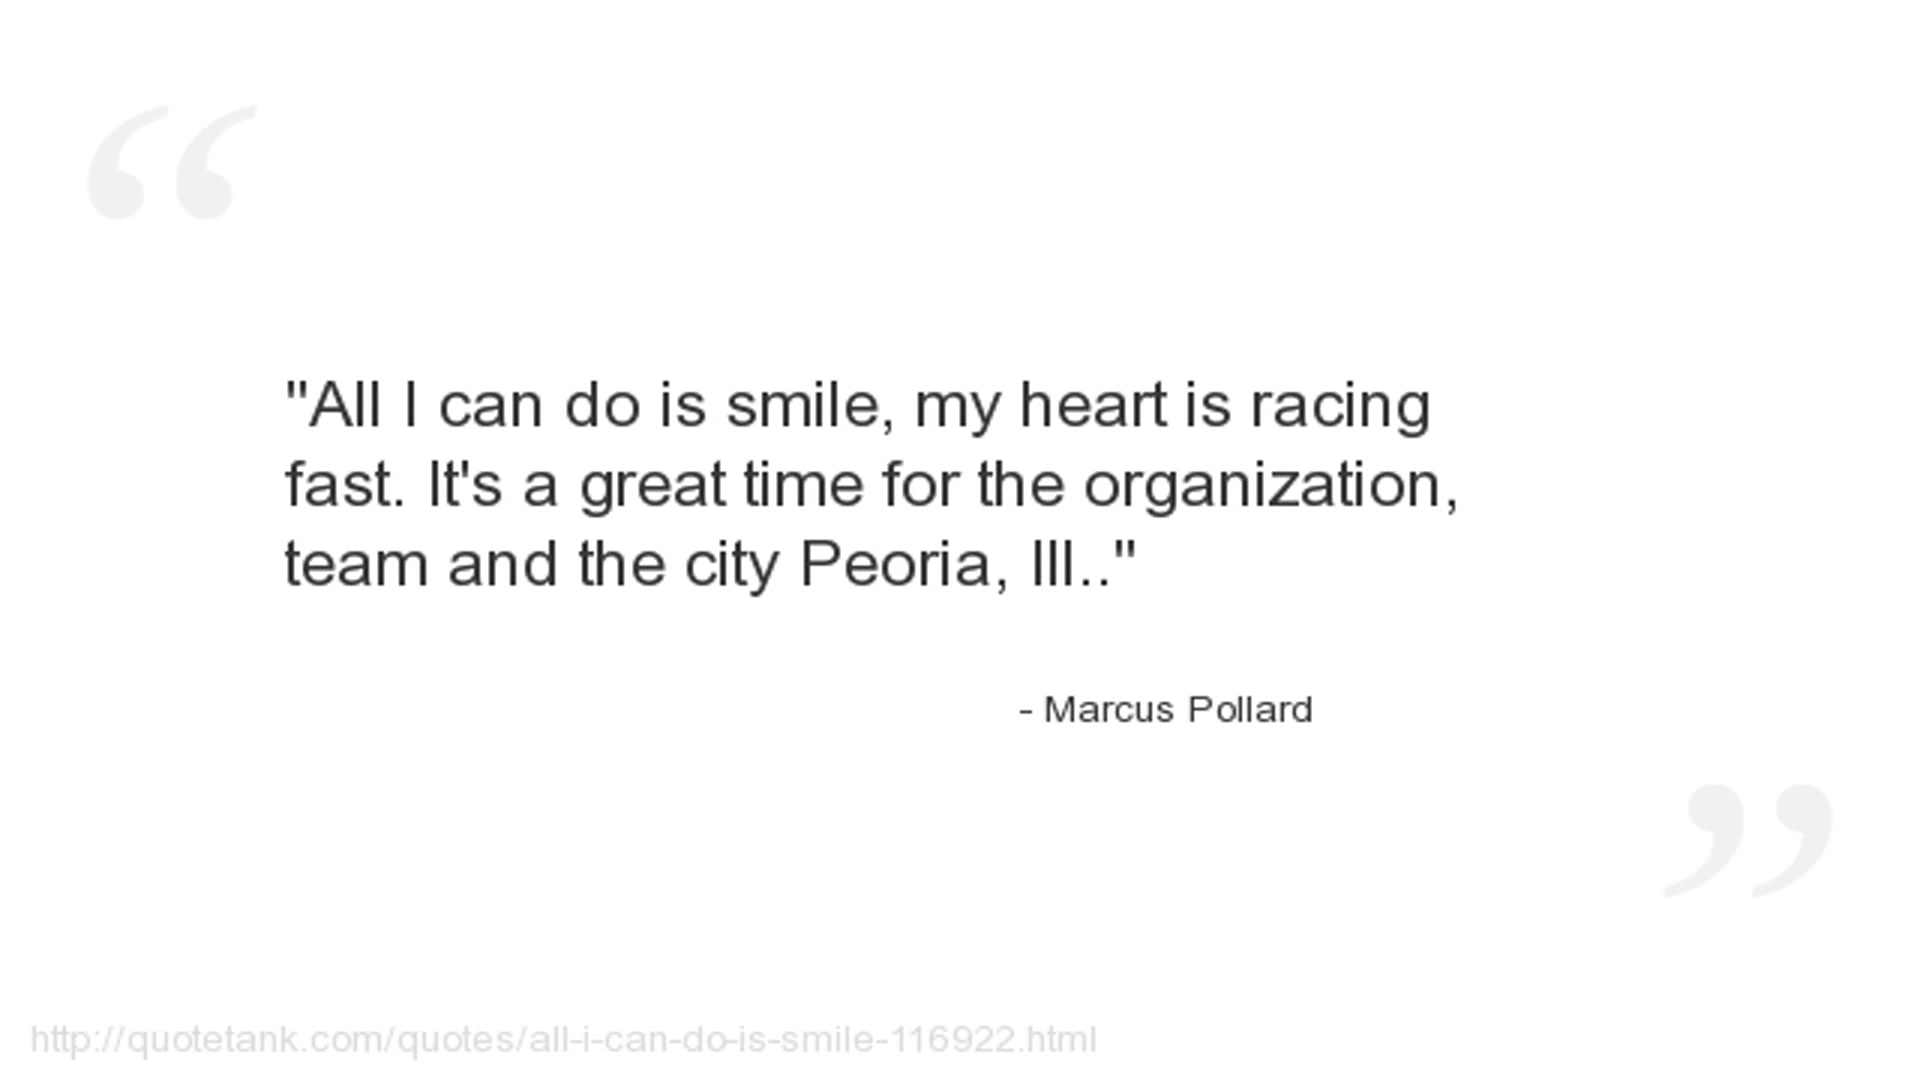 “
"All I can do is smile, my heart is racing
fast. It's a great time for the organization,
team and the city Peoria, Ill.."
- Marcus Pollard
”
http://quotetank.com/quotes/all-i-can-do-is-smile-116922.html